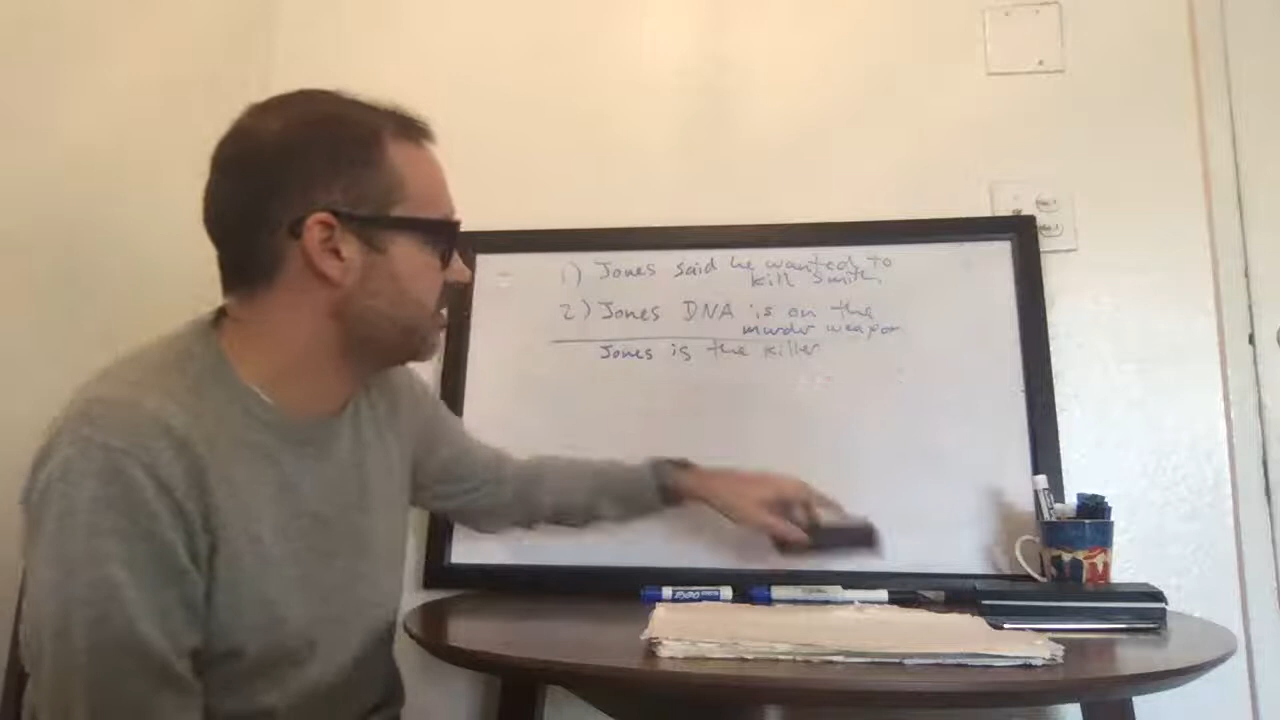 1) Jones said he wanted to
kill Smith.
2) Jones DNA is on the
murder weapon
Jones is the killer
EXPO